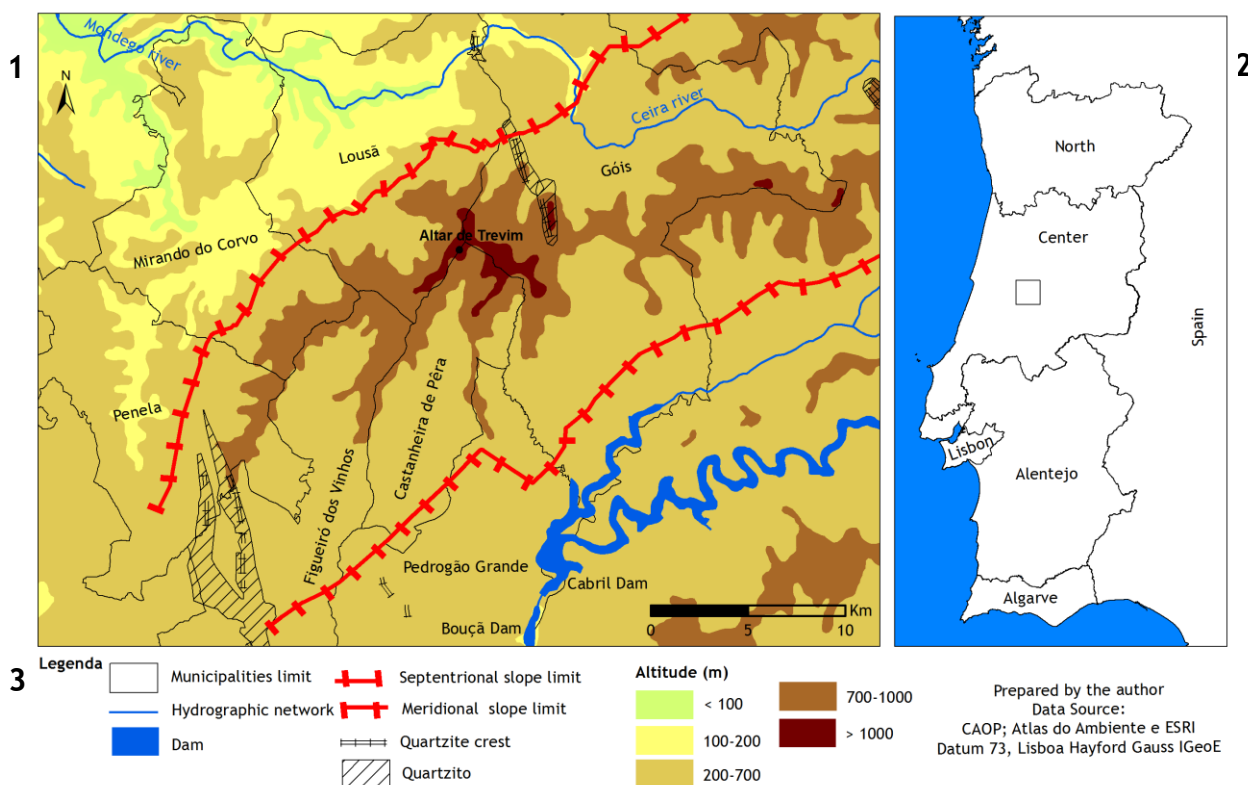 1
2
3
N
Mondego river
Ceira river
Lousã
Góis
Mirando do Corvo
Altar de Trevim
Penela
Figueiró dos Vinhos
Castanheira de Pêra
Pedrogão Grande
Cabril Dam
Bouçã Dam
Km
0 5 10
North
Center
Spain
Lisbon
Alentejo
Algarve
Legenda
Municipalities limit
Hydrographic network
Dam
Septentrional slope limit
Meridional slope limit
Quartzite crest
Quartzito
Altitude (m)
< 100
100-200
200-700
700-1000
> 1000
Prepared by the author
Data Source:
CAOP; Atlas do Ambiente e ESRI
Datum 73, Lisboa Hayford Gauss IGeoE